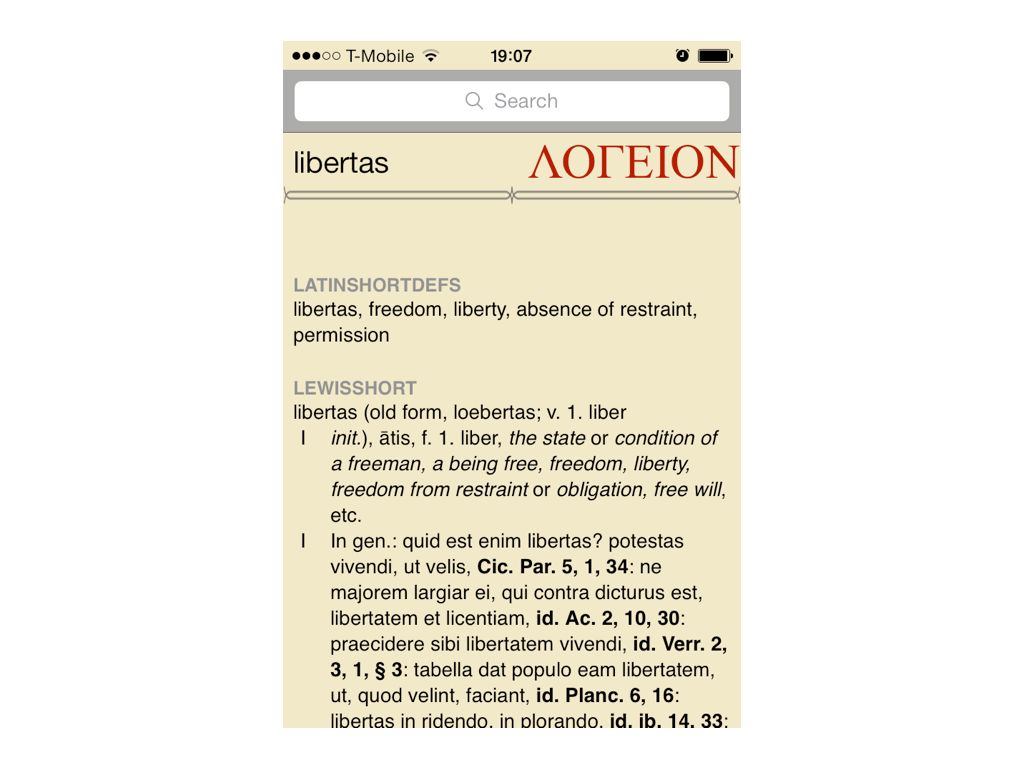 T-Mobile 19:07
Search
libertas ΛΟΓΕΙΟΝ
LATINSHORTDEFS
libertas, freedom, liberty, absence of restraint,
permission
LEWISSHORT
libertas (old form, loebertas; v. 1. liber
I init.), ātis, f. 1. liber, the state or condition of
a freeman, a being free, freedom, liberty,
freedom from restraint or obligation, free will,
etc.
I In gen.: quid est enim libertas? potestas
vivendi, ut velis, Cic. Par. 5, 1, 34: ne
majorem largiar ei, qui contra dicturus est,
libertatem et licentiam, id. Ac. 2, 10, 30:
praecidere sibi libertatem vivendi, id. Verr. 2,
3, 1, § 3: tabella dat populo eam libertatem,
ut, quod velint, faciant, id. Planc. 6, 16:
libertas in ridendo, in plorando, id. ib. 14, 33: